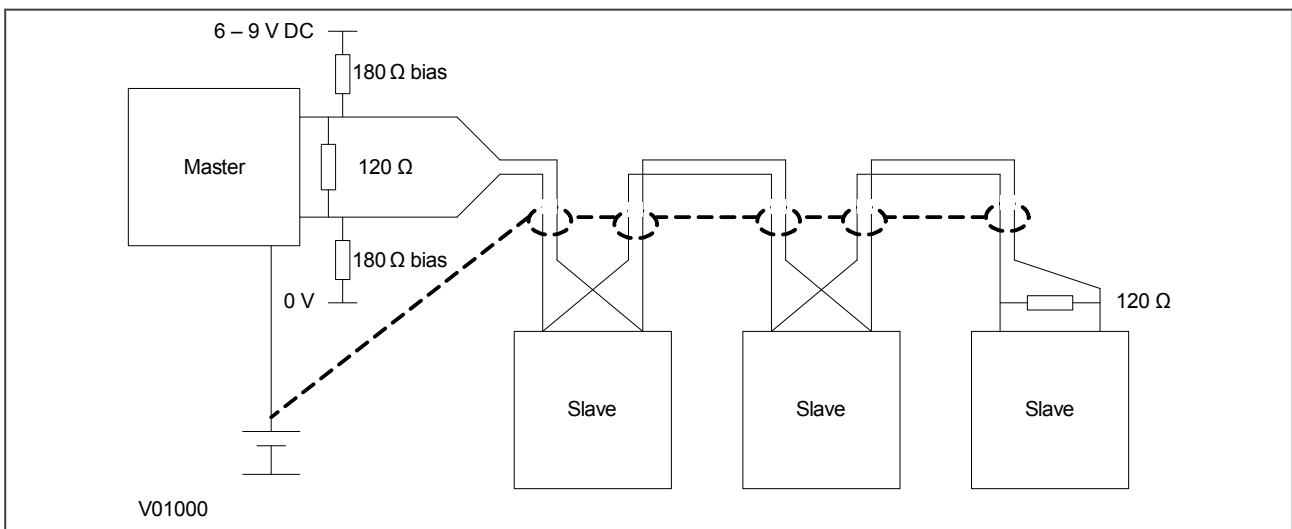 6 – 9 V DC
180 Ω bias
Master
120 Ω
180 Ω bias
0 V
120 Ω
Slave
Slave
Slave
V01000